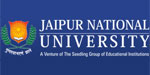 JAIPUR NATIONAL
UNIVERSITY
A Venture of The Seedling Group of Educational Institutions